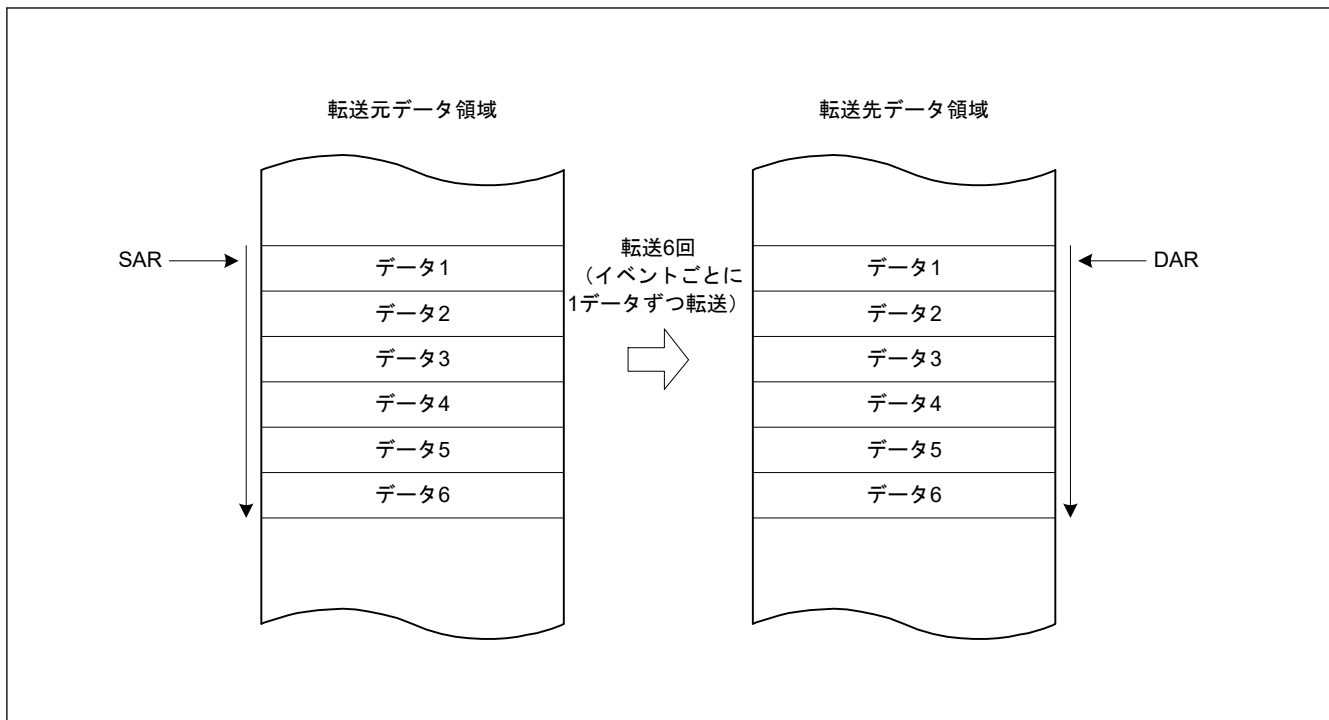 転送元データ領域
転送先データ領域
SAR
データ1
データ2
データ3
データ4
データ5
データ6
転送6回
（イベントごとに
1データずつ転送）
データ1
データ2
データ3
データ4
データ5
データ6
DAR